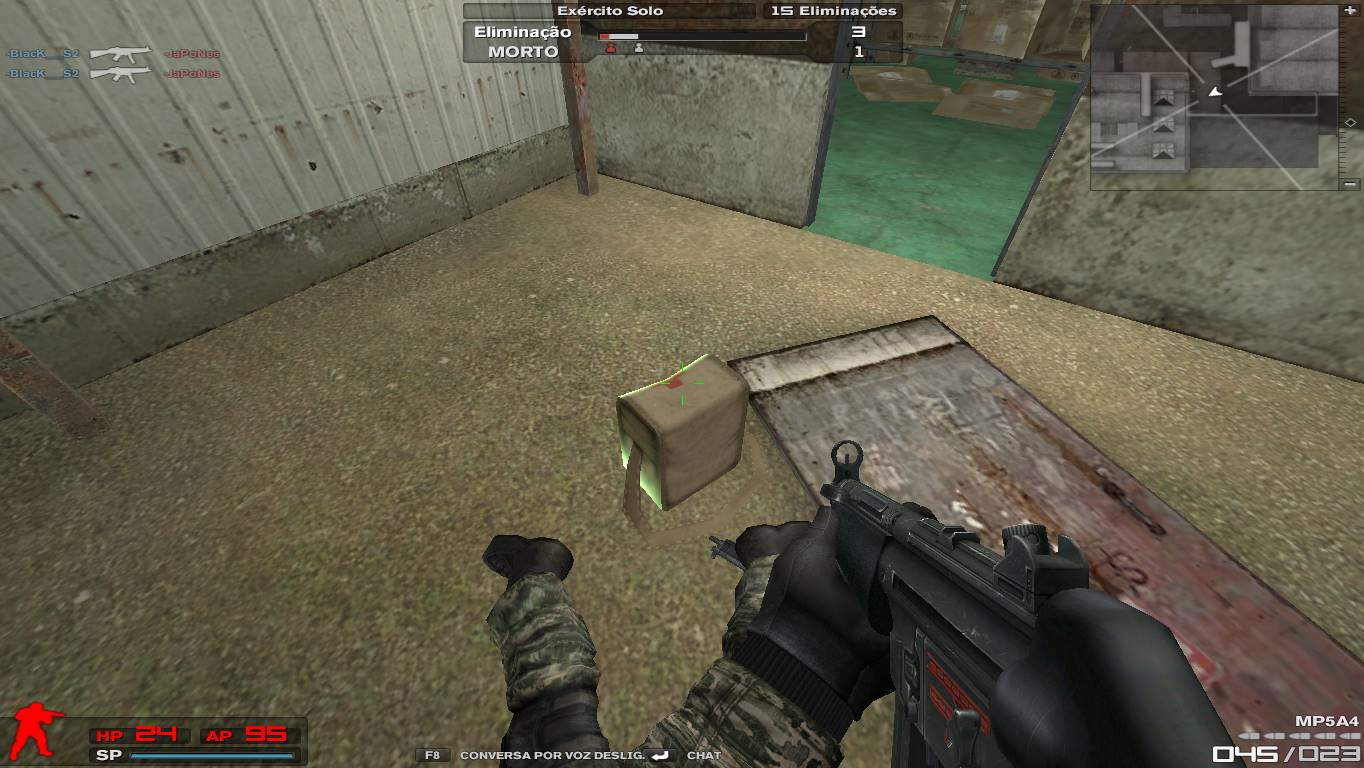 Exército Solo 15 Eliminações
Eliminação 3
MORTO 1
-BlacK__S2 -JaPoNes
-BlacK__S2 -JaPoNes
HP 24 AP 95
SP
F8 CONVERSA POR VOZ DESLIG. CHAT
MP5A4
045/023